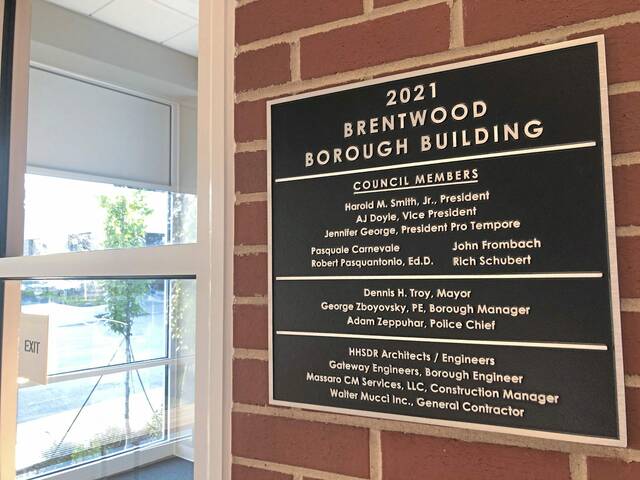 2021
BRENTWOOD
BOROUGH BUILDING
COUNCIL MEMBERS
Harold M. Smith, Jr., President
AJ Doyle, Vice President
Jennifer George, President Pro Tempore
Pasquale Carnevale John Frombach
Robert Pasquantonio, Ed.D. Rich Schubert
Dennis H. Troy, Mayor
George Zboyovsky, PE, Borough Manager
Adam Zeppuhar, Police Chief
HHSDR Architects / Engineers
Gateway Engineers, Borough Engineer
Massaro CM Services, LLC, Construction Manager
Walter Mucci Inc., General Contractor
EXIT